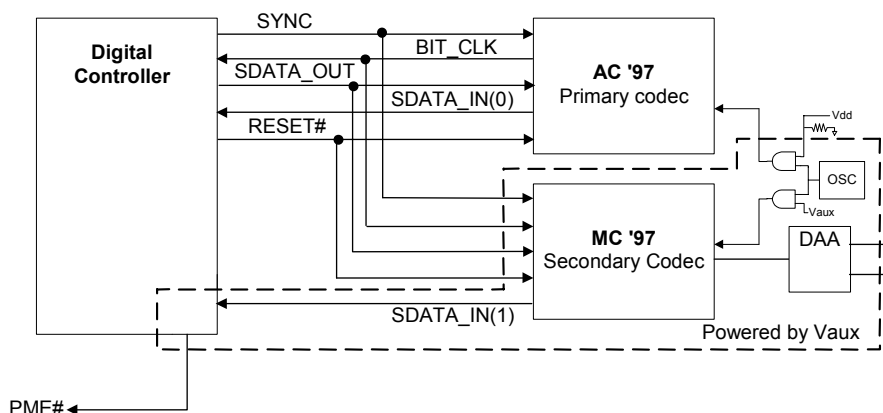 SYNC
Digital Controller
BIT_CLK
SDATA_OUT
SDATA_IN(0)
RESET#
AC '97
Primary codec
Vdd
OSC
Vaux
MC '97
Secondary Codec
DAA
SDATA_IN(1)
Powered by Vaux
PME#